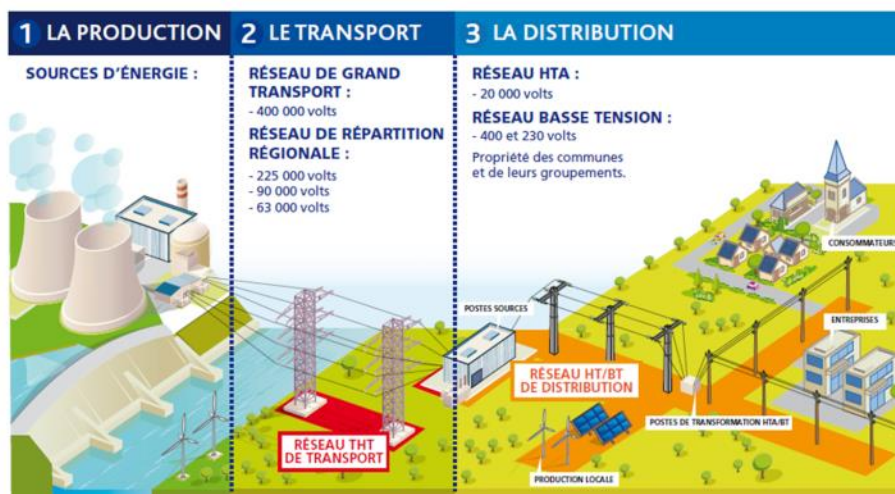 1 LA PRODUCTION
SOURCES D'ÉNERGIE :
2 LE TRANSPORT
RÉSEAU DE GRAND
TRANSPORT :
- 400 000 volts
RÉSEAU DE RÉPARTITION
RÉGIONALE :
- 225 000 volts
- 90 000 volts
- 63 000 volts
3 LA DISTRIBUTION
RÉSEAU HTA :
- 20 000 volts
RÉSEAU BASSE TENSION :
- 400 et 230 volts
Propriété des communes
et de leurs groupements.
CONSOMMATEURS
POSTES SOURCES
ENTREPRISES
RÉSEAU HT/BT
DE DISTRIBUTION
POSTES DE TRANSFORMATION HTA/BT
RÉSEAU THT
DE TRANSPORT
PRODUCTION LOCALE